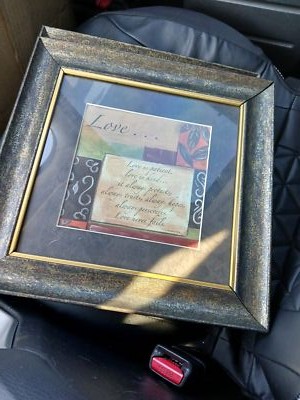 Love...
Love is patient,
love is kind...
it always protects,
always trusts, always hopes,
always perseveres.
Love never fails.